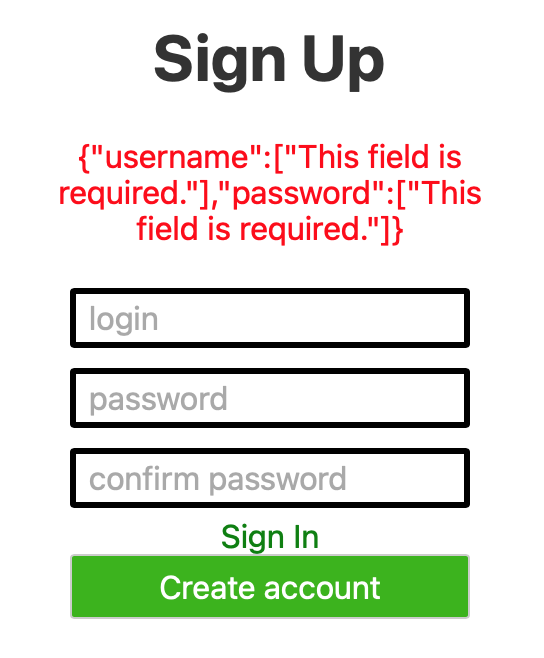 Sign Up
{"username":["This field is
required."],"password":["This
field is required."]}
login
password
confirm password
Sign In
Create account